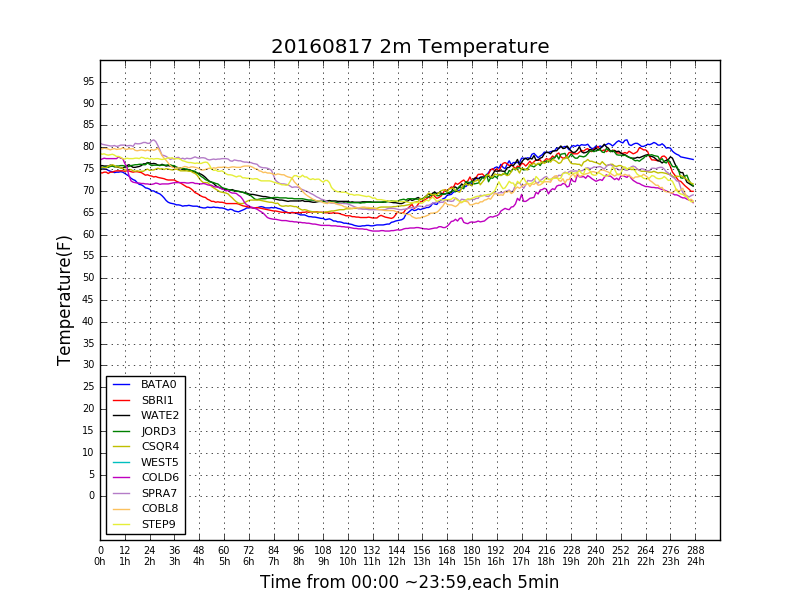 20160817 2m Temperature
Temperature(F)
95
90
85
80
75
70
65
60
55
50
45
40
35
30
25
20
15
10
5
0
BATA0
SBRI1
WATE2
JORD3
CSQR4
WEST5
COLD6
SPRA7
COBL8
STEP9
0 12 24 36 48 60 72 84 96 108 120 132 144 156 168 180 192 204 216 228 240 252 264 276 288
0h 1h 2h 3h 4h 5h 6h 7h 8h 9h 10h 11h 12h 13h 14h 15h 16h 17h 18h 19h 20h 21h 22h 23h 24h
Time from 00:00 ~23:59,each 5min